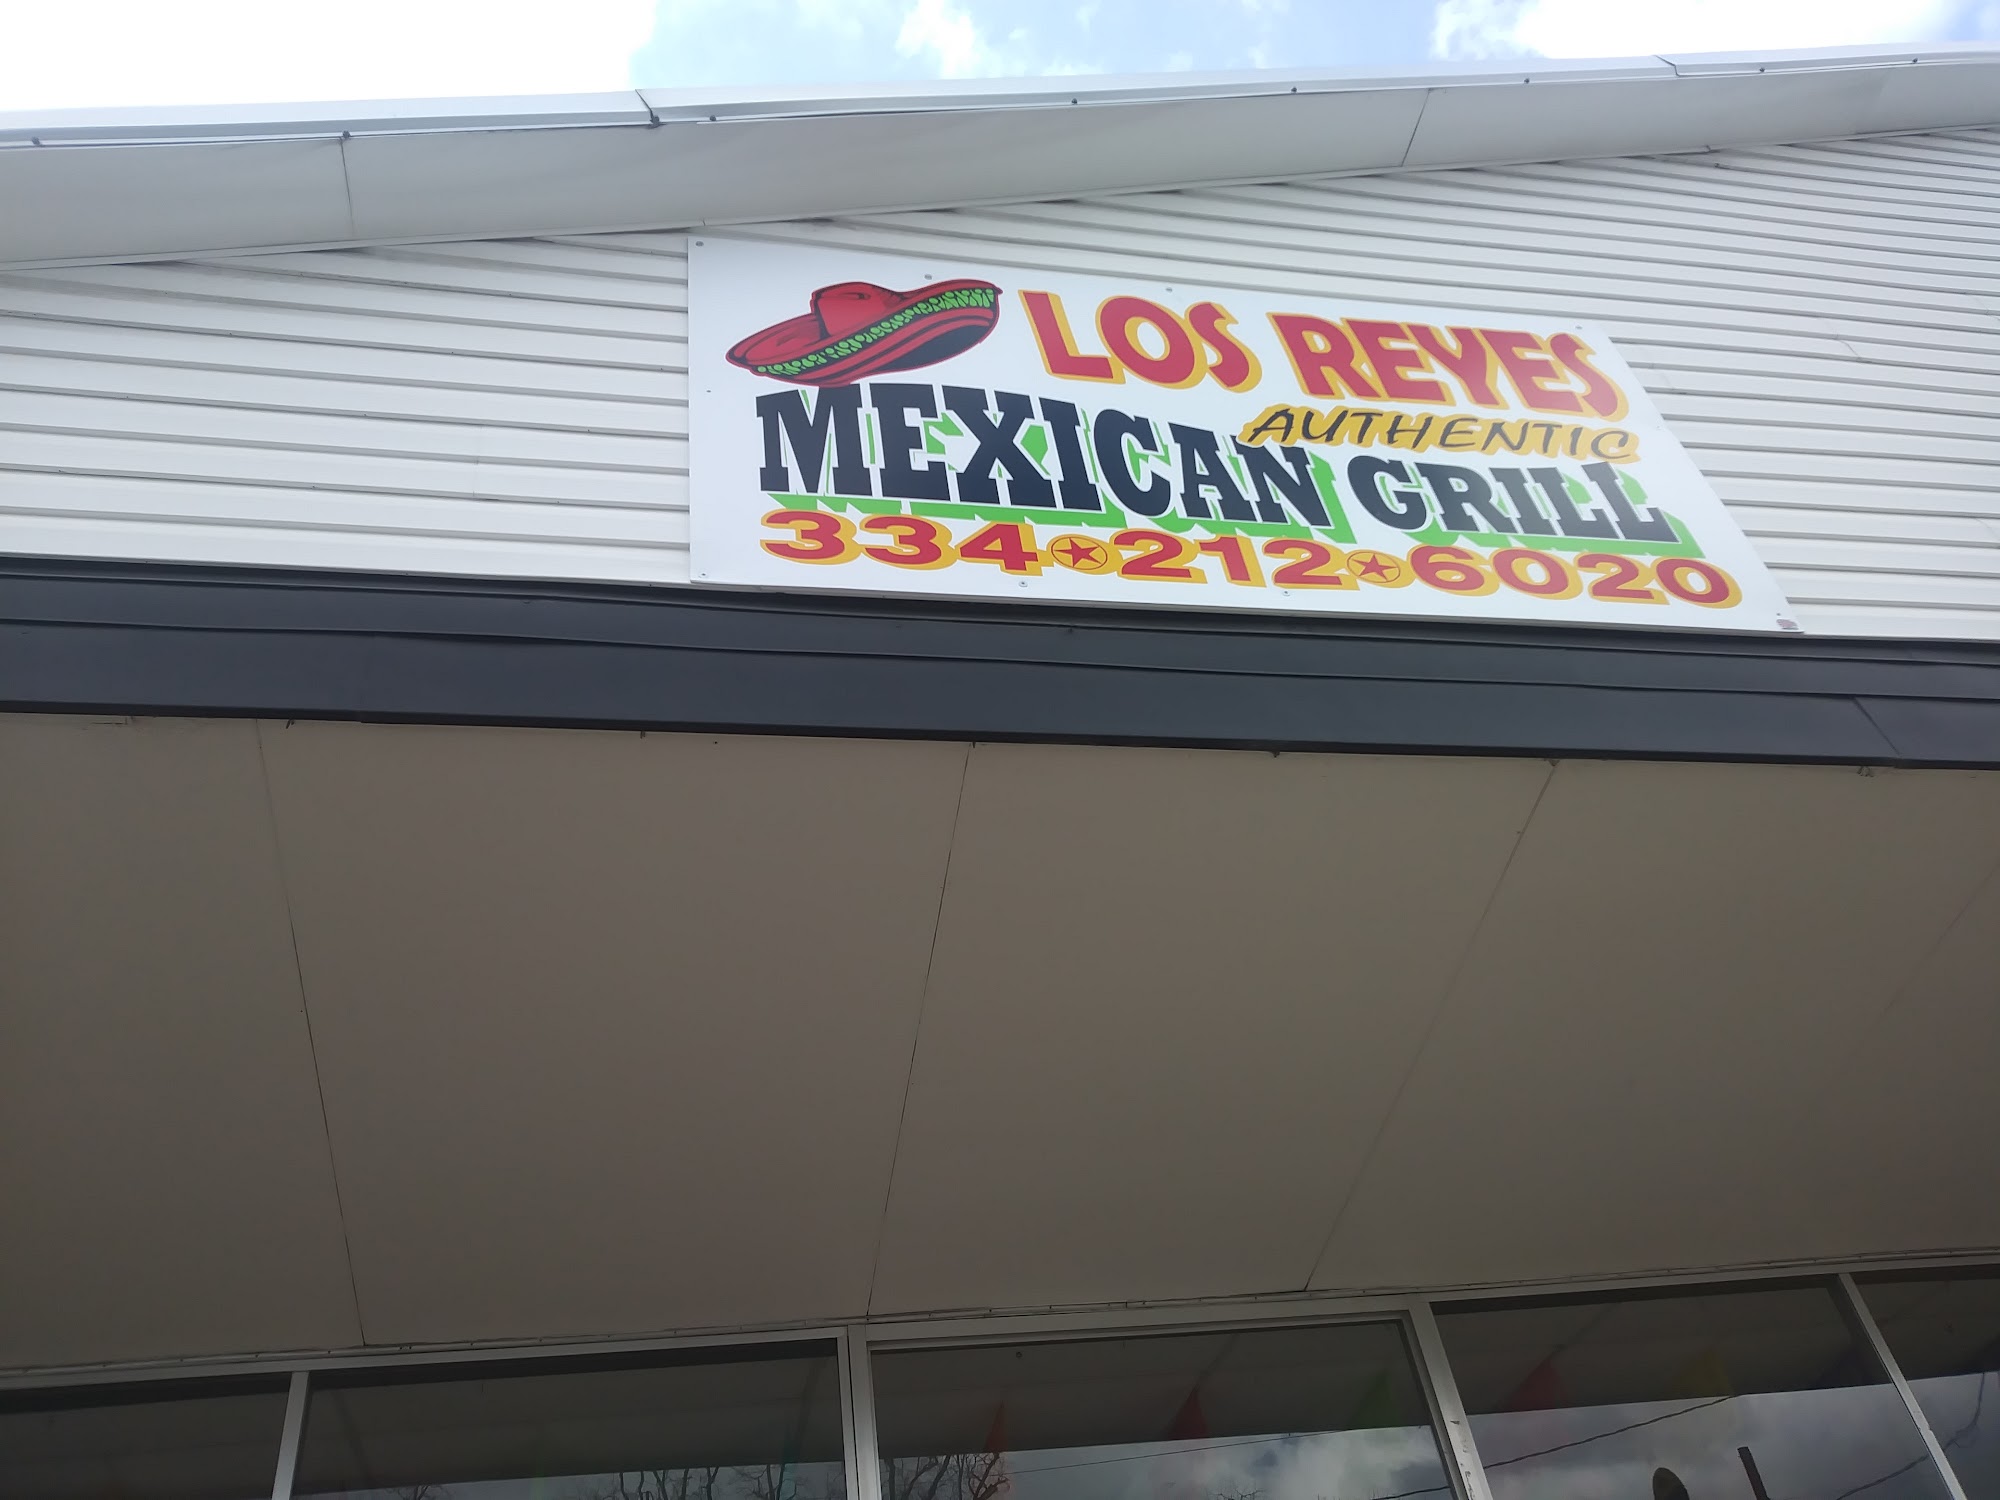 LOS REYES
AUTHENTIC
MEXICAN GRILL
334 212 6020